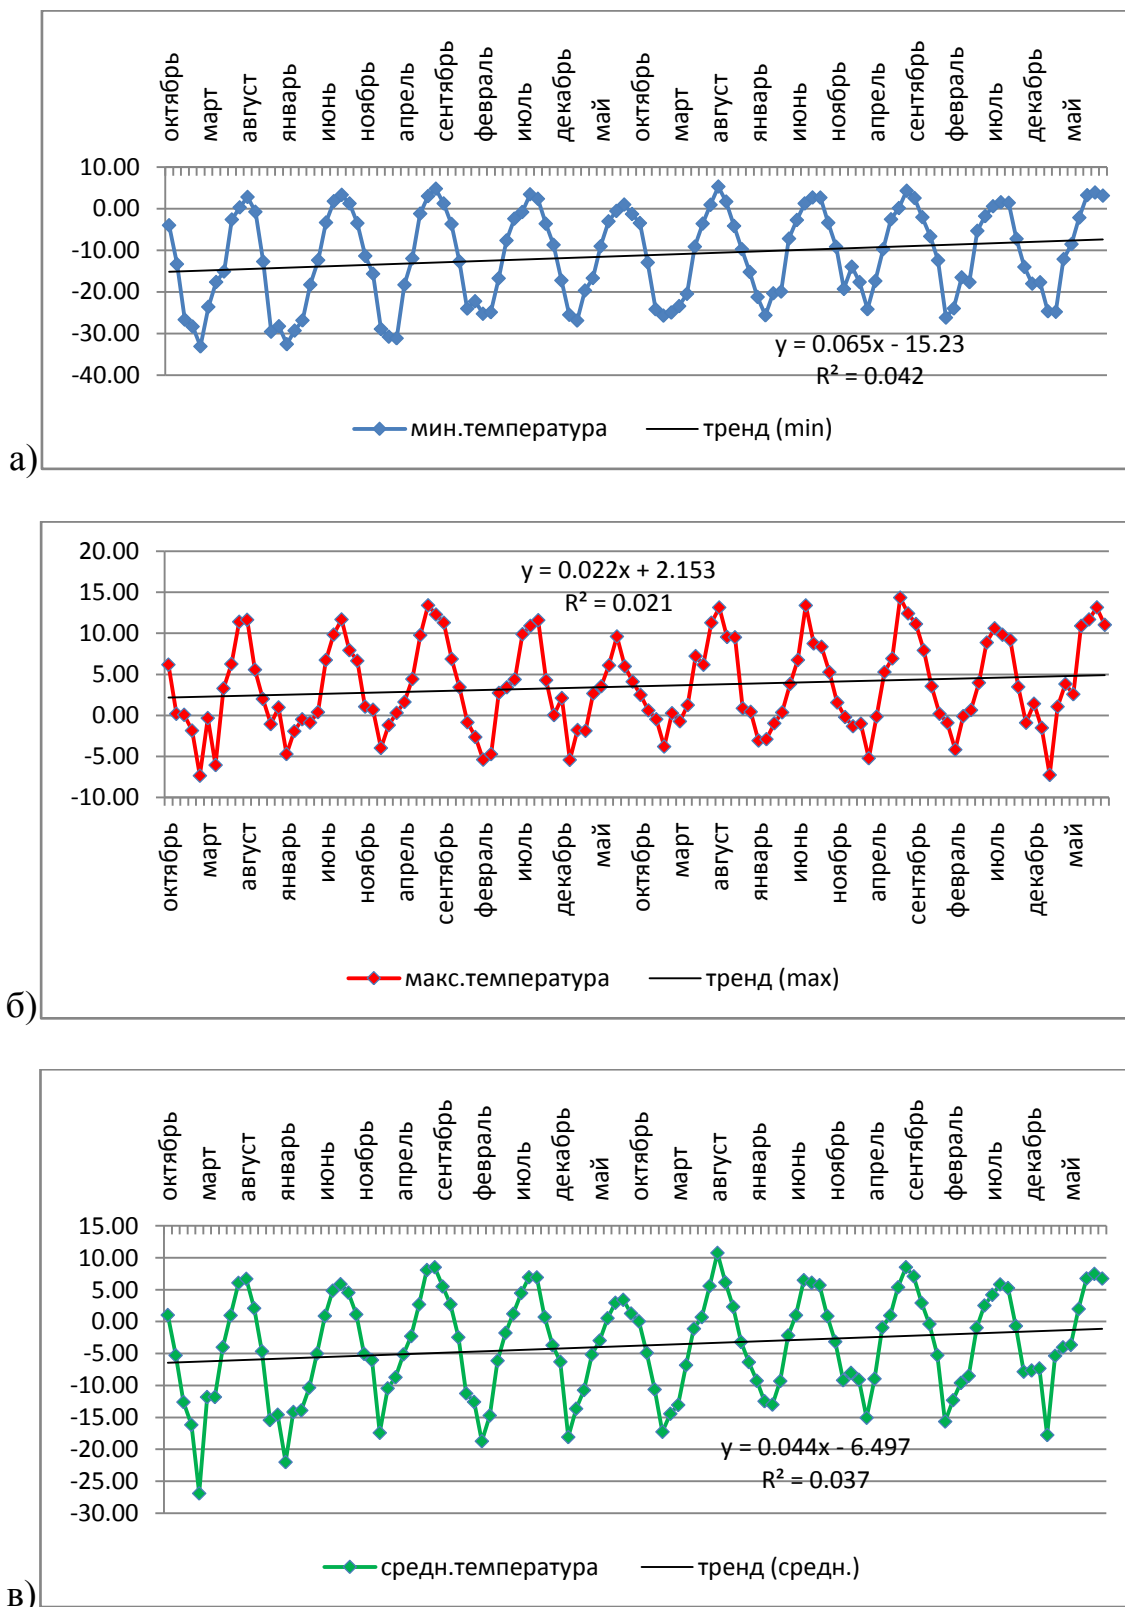 октябрь март август январь июнь ноябрь апрель сентябрь февраль июль декабрь май октябрь март август январь июнь ноябрь апрель сентябрь февраль июль декабрь май
10.00
0.00
-10.00
-20.00
-30.00
-40.00
y = 0.065x - 15.23
R² = 0.042
мин.температура тренд (min)
а)
20.00
15.00
10.00
5.00
0.00
-5.00
-10.00
y = 0.022x + 2.153
R² = 0.021
октябрь март август январь июнь ноябрь апрель сентябрь февраль июль декабрь май октябрь март август январь июнь ноябрь апрель сентябрь февраль июль декабрь май
макс.температура тренд (max)
б)
октябрь март август январь июнь ноябрь апрель сентябрь февраль июль декабрь май октябрь март август январь июнь ноябрь апрель сентябрь февраль июль декабрь май
15.00
10.00
5.00
0.00
-5.00
-10.00
-15.00
-20.00
-25.00
-30.00
y = 0.044x - 6.497
R² = 0.037
средн.температура тренд (средн.)
в)